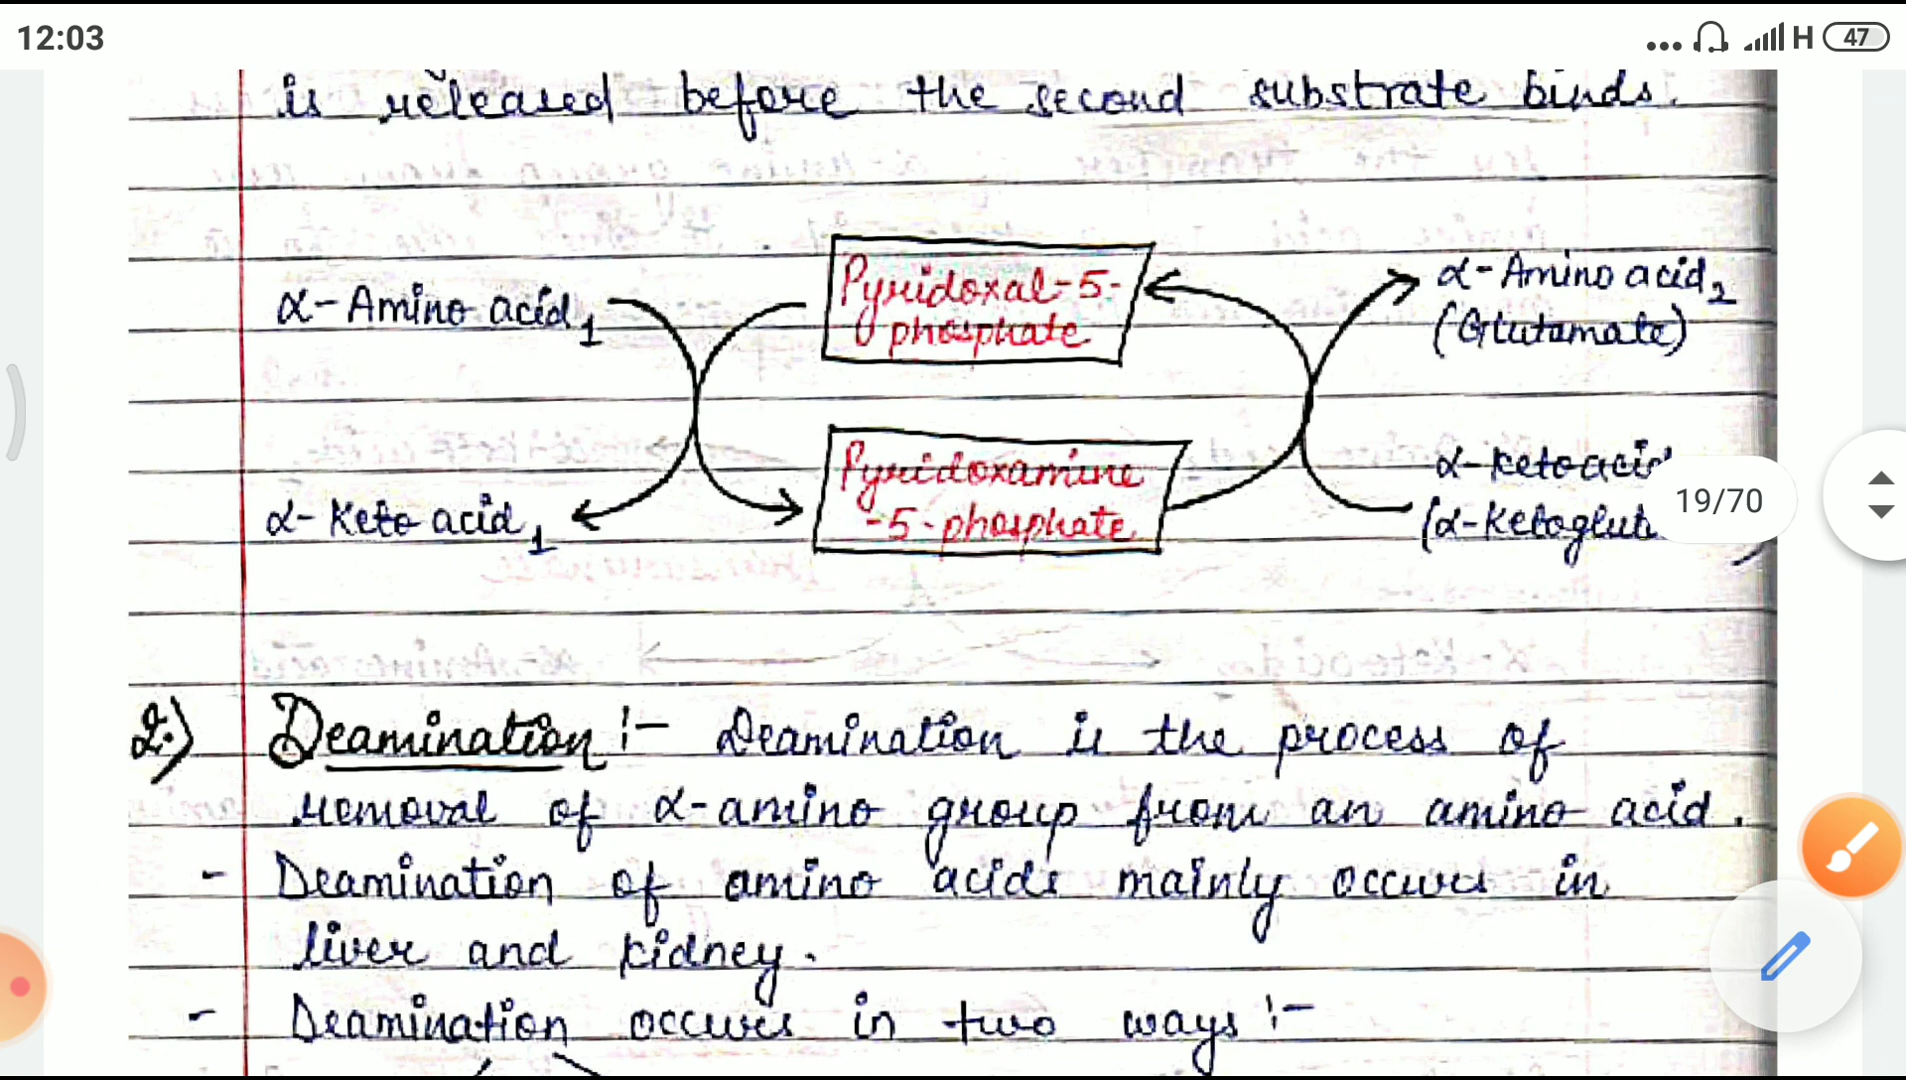 12:03
H 47
is released before the second substrate binds.
α-Amino acid1
Pyridoxal-5-
phosphate
α-Amino acid2
(Glutamate)
α-Keto acid1
Pyridoxamine
-5-phosphate
α-Ketoacid
(α-Ketoglut
19/70
2.) Deamination :- Deamination is the process of
removal of α-amino group from an amino acid.
- Deamination of amino acids mainly occurs in
liver and kidney.
- Deamination occurs in two ways :-